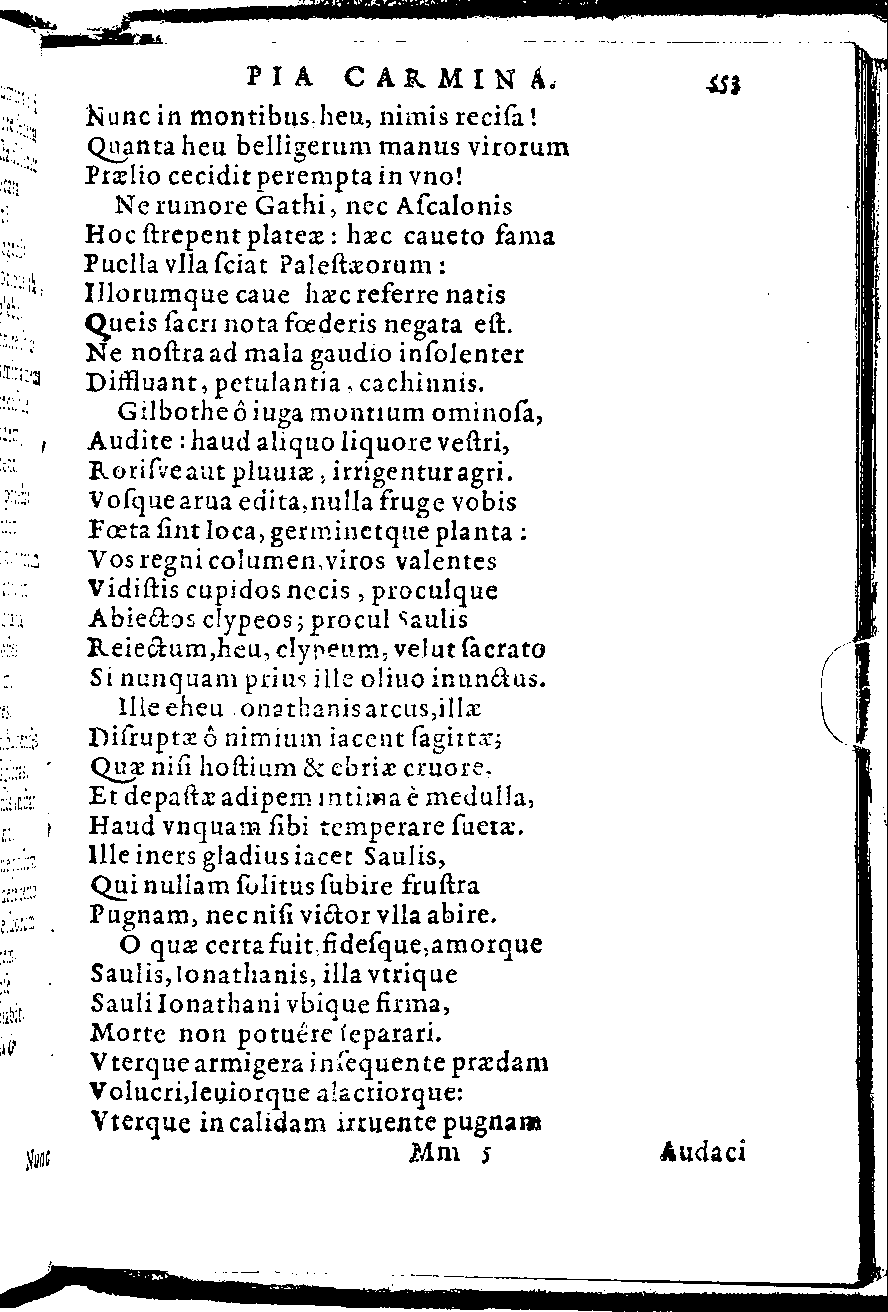 PIA CARMINA. 553
Nunc in montibus heu, nimis reciſa!
Quanta heu belligerum manus virorum
Prælio cecidit perempta in vno!
Ne rumore Gathi, nec Aſcalonis
Hoc ſtrepent plateæ: hæc caueto fama
Puella vlla ſciat Paleſtæorum:
Illorumque caue hæc referre natis
Queis ſacri nota fœderis negata eſt.
Ne noſtra ad mala gaudio inſolenter
Diffluant, petulantia, cachinnis.
Gilbothe ô iuga montium ominoſa,
Audite: haud aliquo liquore veſtri,
Roriſve aut pluuiæ, irrigentur agri.
Voſque arua edita, nulla fruge vobis
Fœta ſint loca, germinetque planta:
Vos regni columen, viros valentes
Vidiſtis cupidos necis, proculque
Abiectos clypeos; procul Saulis
Reiectum, heu, clypeum, velut ſacrato
Si nunquam prius ille oliuo inunctus.
Ille eheu onathanis arcus, illæ
Diſruptæ ô nimium iacent ſagittæ;
Quæ niſi hoſtium & ebriæ cruore,
Et depaſtæ adipem intima è medulla,
Haud vnquam ſibi temperare ſuetæ.
Ille iners gladius iacet Saulis,
Qui nullam ſolitus ſubire fruſtra
Pugnam, nec niſi victor vlla abire.
O quæ certa fuit, fideſque, amorque
Saulis, Ionathanis, illa vtrique
Sauli Ionathani vbique firma,
Morte non potuére ſeparari.
Vterque armigera inſequente prædam
Volucri, leuiorque alacriorque:
Vterque in calidam irruente pugnam
Mm 5 Audaci
Nunc